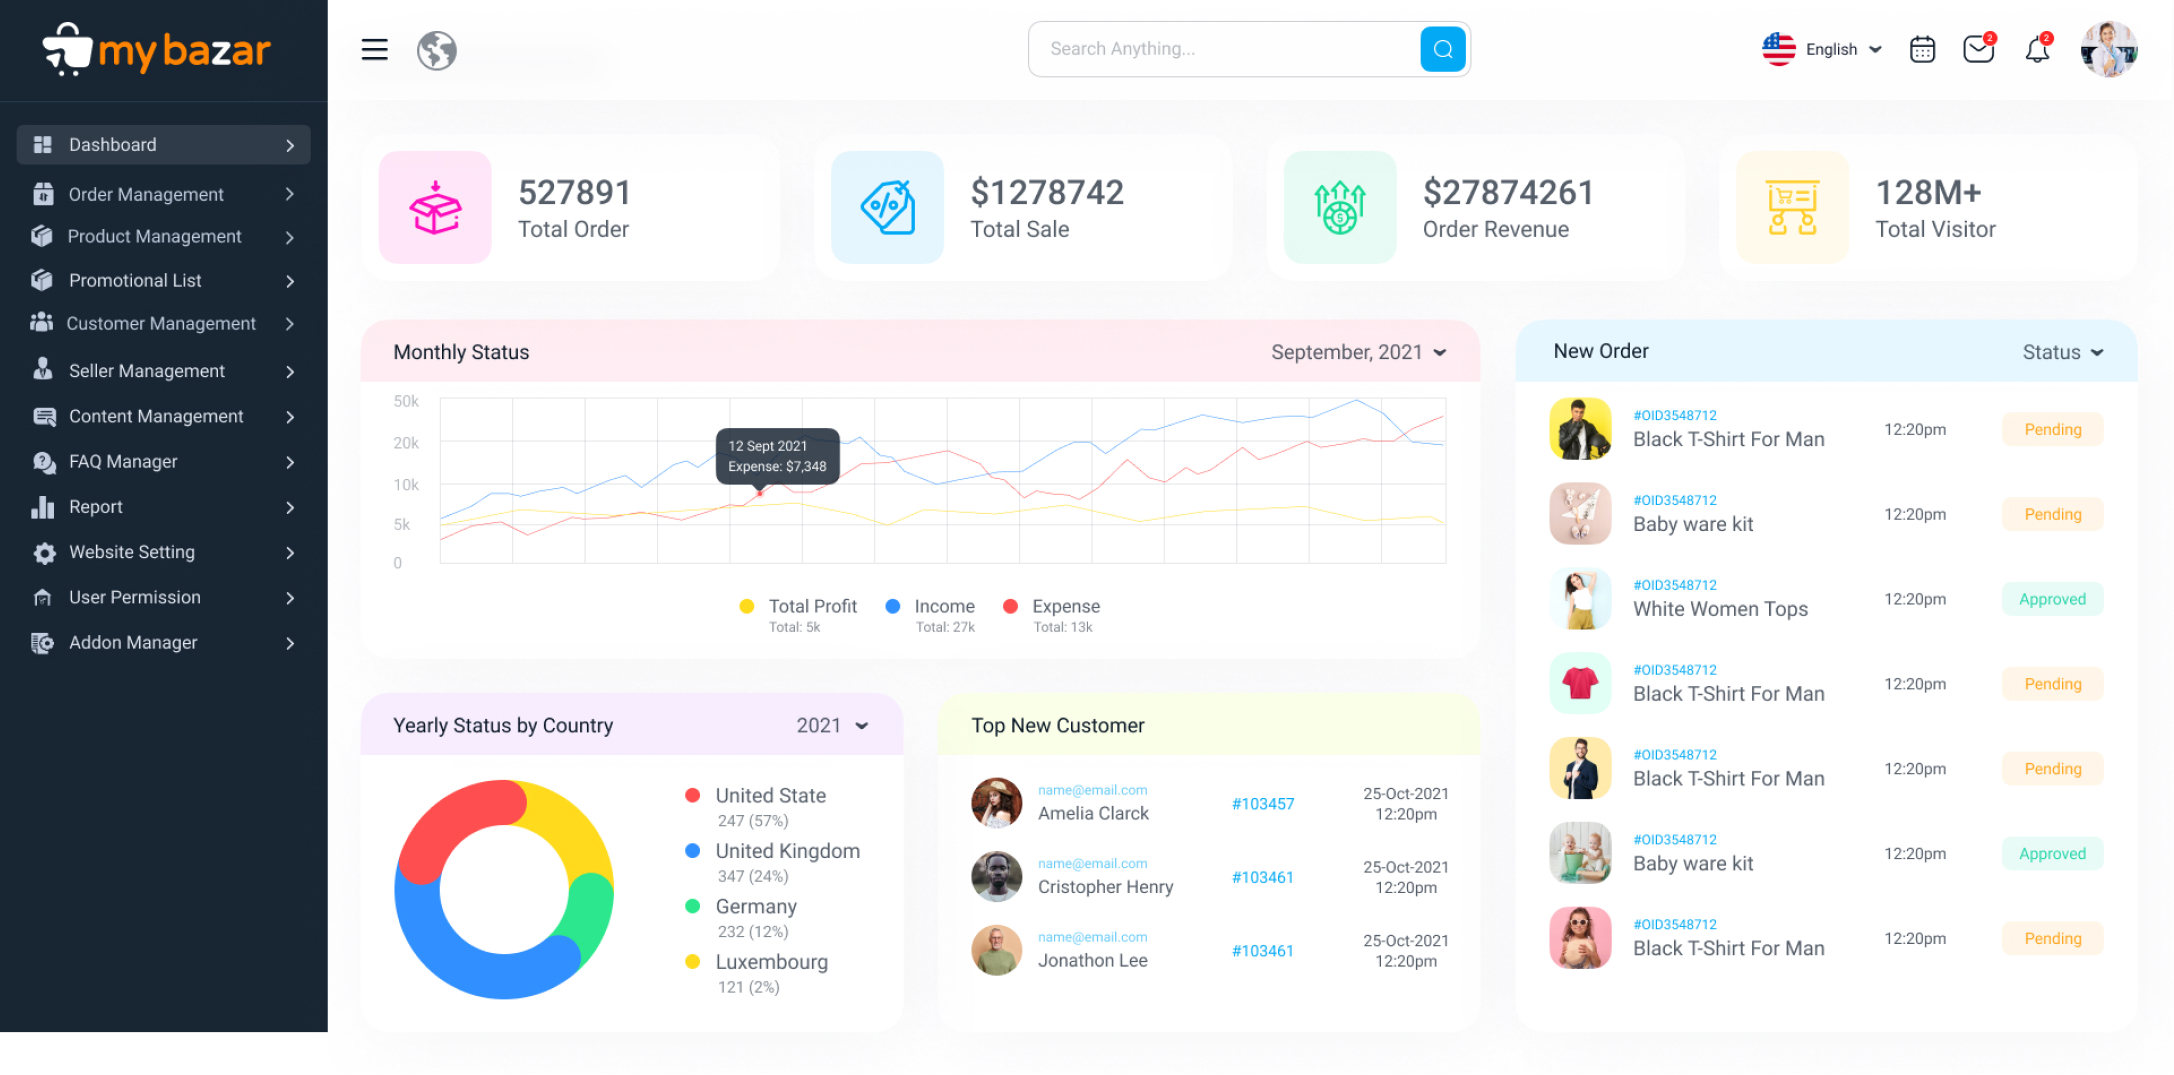 my bazar
Search Anything...
English
2
2
Dashboard
Order Management
Product Management
Promotional List
Customer Management
Seller Management
Content Management
FAQ Manager
Report
Website Setting
User Permission
Addon Manager
527891
Total Order
$1278742
Total Sale
$27874261
Order Revenue
128M+
Total Visitor
Monthly Status
September, 2021
50k
20k
10k
5k
0
12 Sept 2021
Expense: $7,348
Total Profit
Total: 5k
Income
Total: 27k
Expense
Total: 13k
Yearly Status by Country
2021
United State
247 (57%)
United Kingdom
347 (24%)
Germany
232 (12%)
Luxembourg
121 (2%)
Top New Customer
name@email.com
Amelia Clarck
#103457
25-Oct-2021
12:20pm
name@email.com
Cristopher Henry
#103461
25-Oct-2021
12:20pm
name@email.com
Jonathon Lee
#103461
25-Oct-2021
12:20pm
New Order
Status
#OID3548712
Black T-Shirt For Man
12:20pm
Pending
#OID3548712
Baby ware kit
12:20pm
Pending
#OID3548712
White Women Tops
12:20pm
Approved
#OID3548712
Black T-Shirt For Man
12:20pm
Pending
#OID3548712
Black T-Shirt For Man
12:20pm
Pending
#OID3548712
Baby ware kit
12:20pm
Approved
#OID3548712
Black T-Shirt For Man
12:20pm
Pending